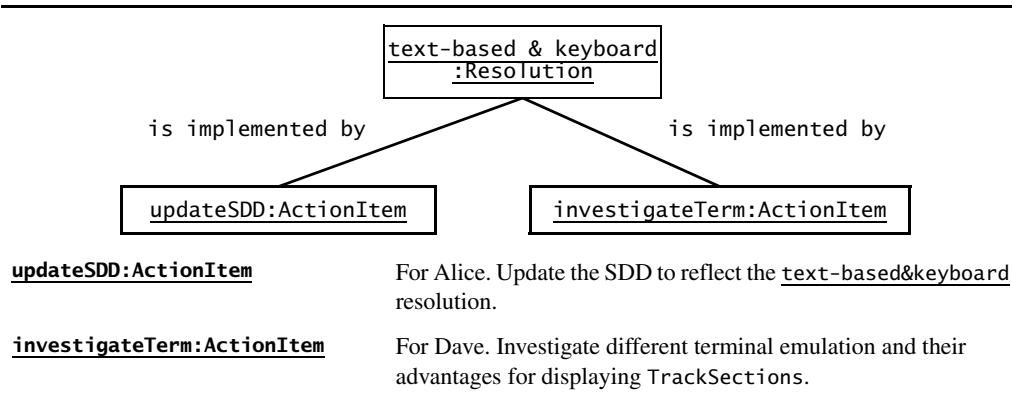 text-based & keyboard
:Resolution
is implemented by
is implemented by
updateSDD:ActionItem
investigateTerm:ActionItem
updateSDD:ActionItem
For Alice. Update the SDD to reflect the text-based&keyboard
resolution.
investigateTerm:ActionItem
For Dave. Investigate different terminal emulation and their
advantages for displaying TrackSections.